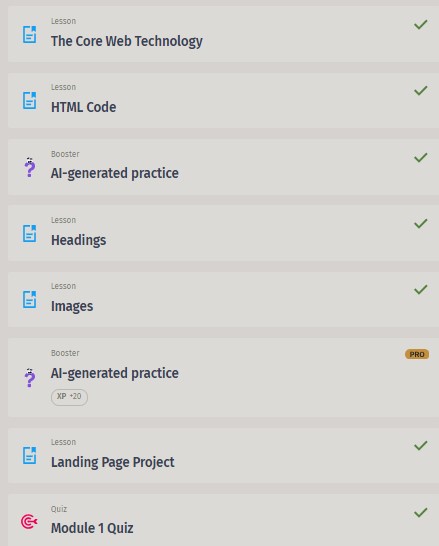 Lesson
The Core Web Technology
Lesson
HTML Code
Booster
AI-generated practice
Lesson
Headings
Lesson
Images
Booster
PRO
AI-generated practice
XP +20
Lesson
Landing Page Project
Quiz
Module 1 Quiz